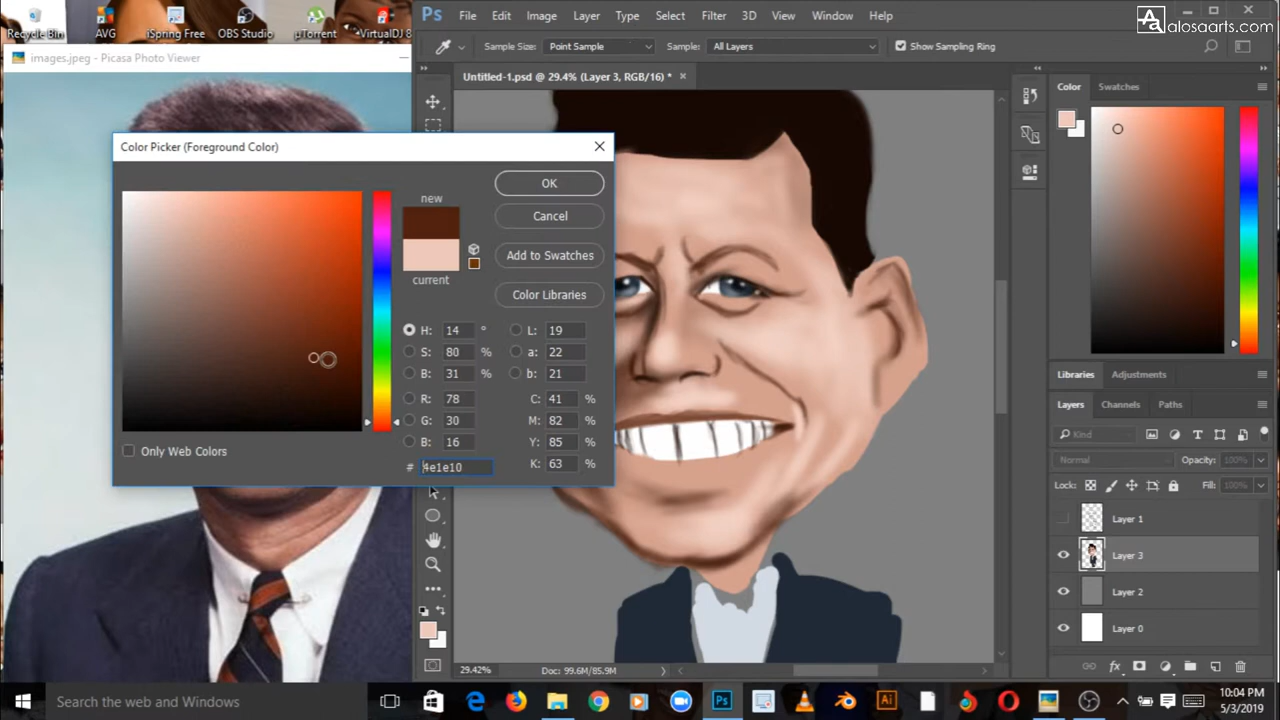 Recycle Bin
AVG
iSpring Free
OBS Studio
µTorrent
VirtualDJ 8
Ps File Edit Image Layer Type Select Filter 3D View Window Help
alosaarts.com
images.jpeg - Picasa Photo Viewer
Sample Size: Point Sample Sample: All Layers Show Sampling Ring
Untitled-1.psd @ 29.4% (Layer 3, RGB/16) *
Color Swatches
Color Picker (Foreground Color)
new
current
OK
Cancel
Add to Swatches
Color Libraries
H: 14 °
S: 80 %
B: 31 %
R: 78
G: 30
B: 16
# 4e1e10
L: 19
a: 22
b: 21
C: 41 %
M: 82 %
Y: 85 %
K: 63 %
Only Web Colors
Libraries Adjustments
Layers Channels Paths
Kind
Normal Opacity: 100%
Lock: Fill: 100%
Layer 1
Layer 3
Layer 2
Layer 0
29.42% Doc: 99.6M/85.9M
Search the web and Windows
Ps
Ai
10:04 PM
5/3/2019